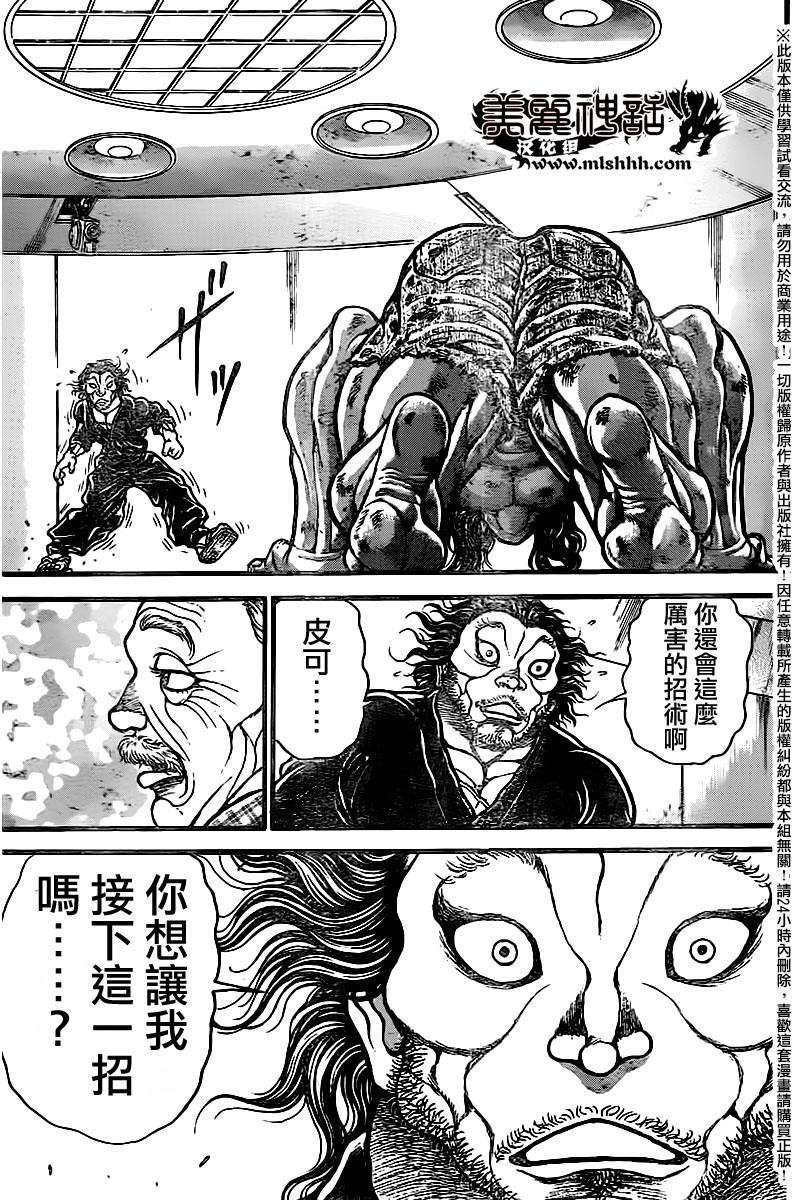 美麗神話
汉化组
www.mlshhh.com
ザッ
你還會這麼
厲害的招術啊
皮可……
你想讓我
接下這一招
嗎……?
※此版本僅供學習試看交流，請勿用於商業用途！一切版權歸原作者與出版社擁有！因任意轉載所產生的版權糾紛都與本組無關！請24小時內刪除，喜歡這套漫畫請購買正版！